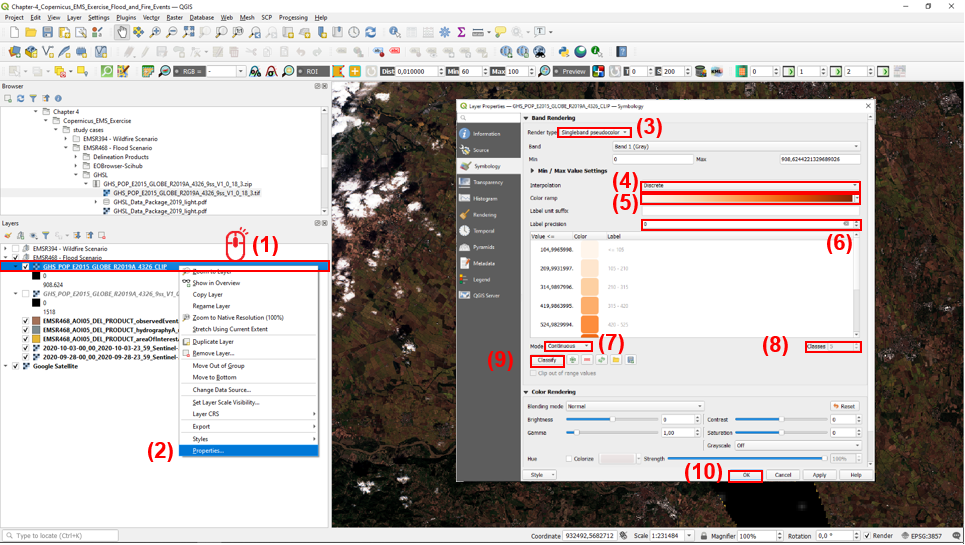 Chapter-4_Copernicus_EMS_Exercise_Flood_and_Fire_Events — QGIS
Project Edit View Layer Settings Plugins Vector Raster Database Web Mesh SCP Processing Help
RGB = - ROI Dist 0,010000 Min 60 Max 100 Preview T 0 S 200 KML 0 1 2
Browser
Chapter 4
Copernicus_EMS_Exercise
study cases
EMSR394 - Wildfire Scenario
EMSR468 - Flood Scenario
Delineation Products
EOBrowser-Scihub
GHSL
GHS_POP_E2015_GLOBE_R2019A_4326_9ss_V1_0_18_3.zip
GHS_POP_E2015_GLOBE_R2019A_4326_9ss_V1_0_18_3.tif
GHSL_Data_Package_2019_light.pdf
GHSL_Data_Package_2019_light.pdf
Layers
(1)
EMSR394 - Wildfire Scenario
EMSR468 - Flood Scenario
GHS_POP_E2015_GLOBE_R2019A_4326_CLIP
0
908.624
GHS_POP_E2015_GLOBE_R2019A_4326_9ss_V1_0
0
1518
EMSR468_AOI05_DEL_PRODUCT_observedEvent
EMSR468_AOI05_DEL_PRODUCT_hydrographyA_
EMSR468_AOI05_DEL_PRODUCT_areaOfInterest
2020-10-03-00_00_2020-10-03-23_59_Sentinel-
2020-09-28-00_00_2020-09-28-23_59_Sentinel-
Google Satellite
Zoom to Layer
Show in Overview
Copy Layer
Rename Layer
Zoom to Native Resolution (100%)
Stretch Using Current Extent
Duplicate Layer
Remove Layer...
Move Out of Group
Move to Bottom
Change Data Source...
Set Layer Scale Visibility...
Layer CRS
Export
Styles
(2)
Properties...
Layer Properties — GHS_POP_E2015_GLOBE_R2019A_4326_CLIP — Symbology
Information
Source
Symbology
Transparency
Histogram
Rendering
Temporal
Pyramids
Metadata
Legend
QGIS Server
Band Rendering
Render type Singleband pseudocolor (3)
Band Band 1 (Gray)
Min 0 Max 908,6244221329689026
Min / Max Value Settings
Interpolation (4) Discrete
Color ramp (5)
Label unit suffix
Label precision 0 (6)
Value <= Color Label
104,9965998. <= 105
209,9931997. 105 - 210
314,9897996. 210 - 315
419,9863995. 315 - 420
524,9829994. 420 - 525
Mode Continuous (7) (8) Classes 5
(9) Classify
Clip out of range values
Color Rendering
Blending mode Normal Reset
Brightness 0 Contrast 0
Gamma 1,00 Saturation 0
Grayscale Off
Hue Colorize Strength 100%
(10)
Style OK Cancel Apply Help
Type to locate (Ctrl+K) Coordinate 932492,5682712 Scale 1:231484 Magnifier 100% Rotation 0,0 ° Render EPSG:3857